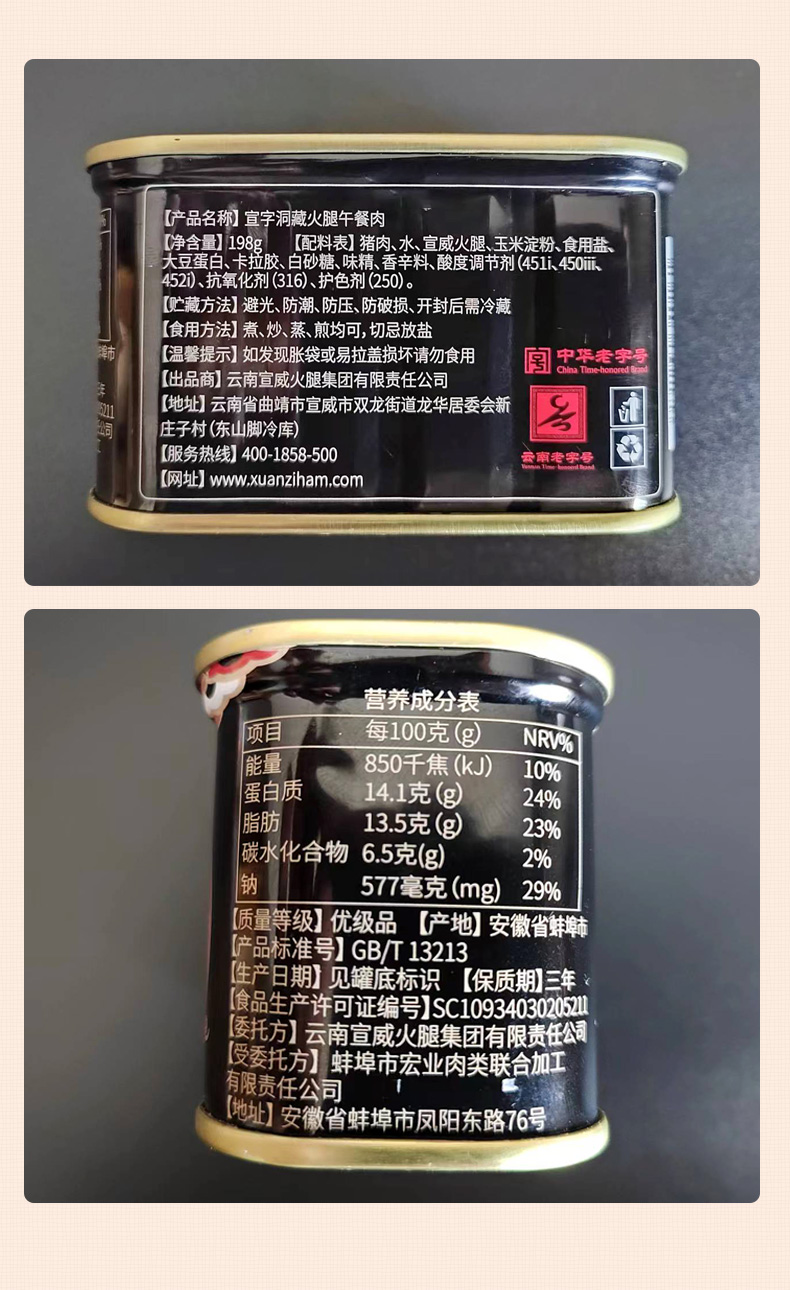 【产品名称】宣字洞藏火腿午餐肉
【净含量】198g 【配料表】猪肉、水、宣威火腿、玉米淀粉、食用盐、
大豆蛋白、卡拉胶、白砂糖、味精、香辛料、酸度调节剂(451i、450iii、
452i)、抗氧化剂(316)、护色剂(250)。
【贮藏方法】避光、防潮、防压、防破损、开封后需冷藏
【食用方法】煮、炒、蒸、煎均可,切忌放盐
【温馨提示】如发现胀袋或易拉盖损坏请勿食用
【出品商】云南宣威火腿集团有限责任公司
【地址】云南省曲靖市宣威市双龙街道龙华居委会新
庄子村(东山脚冷库)
【服务热线】400-1858-500
【网址】www.xuanziham.com
中华老字号
China Time-honored Brand
云南老字号
Yunnan Time-honored Brand
营养成分表
项目 每100克(g) NRV%
能量 850千焦(kJ) 10%
蛋白质 14.1克(g) 24%
脂肪 13.5克(g) 23%
碳水化合物 6.5克(g) 2%
钠 577毫克(mg) 29%
【质量等级】优级品 【产地】安徽省蚌埠市
【产品标准号】GB/T 13213
【生产日期】见罐底标识 【保质期】三年
【食品生产许可证编号】SC10934030205211
【委托方】云南宣威火腿集团有限责任公司
【受委托方】蚌埠市宏业肉类联合加工
有限责任公司
【地址】安徽省蚌埠市凤阳东路76号